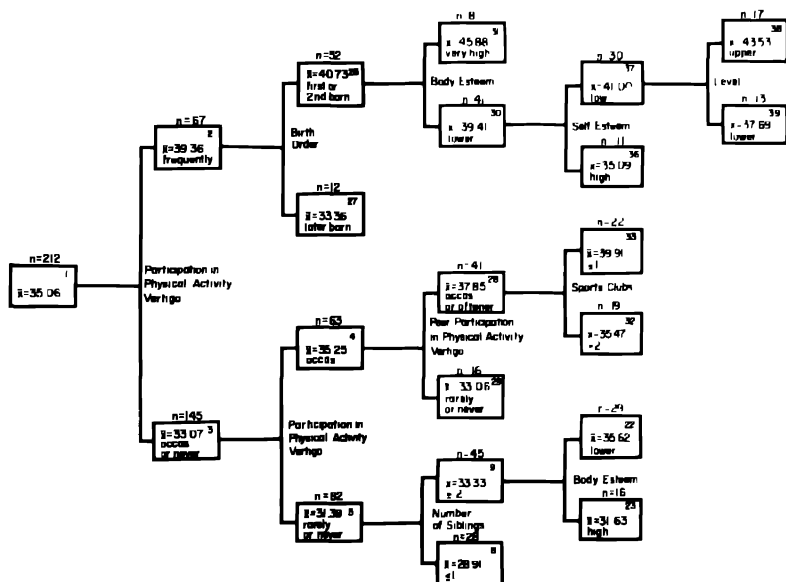 n=212
1
x̄=35.06
Participation in
Physical Activity
Vertigo
n=67
2
x̄=39.36
frequently
n=145
3
x̄=33.07
occas
or never
Birth
Order
n=52
x̄=40.73
first or
2nd born
n=12
27
x̄=33.36
later born
Participation in
Physical Activity
Vertigo
n=63
4
x̄=35.25
occas
n=82
x̄=31.39
rarely
or never
Body Esteem
n-8
31
x 45.88
very high
n-41
30
x 39.41
lower
Peer Participation
in Physical Activity
Vertigo
n-41
28
x̄=37.85
occas
or oftener
n-16
29
x 33.06
rarely
or never
Number
of Siblings
n-45
9
x=33.33
≥2
n=28
8
x̄=28.91
≤1
Self Esteem
n-30
37
x-41.00
low
n-11
36
x=35.09
high
Sports Clubs
n-22
33
x̄=39.91
n-19
32
x-35.47
Body Esteem
n-29
22
x̄=35.62
lower
n=16
23
x̄=31.63
high
Level
n-17
38
x 43.53
upper
n-13
39
x-37.69
lower